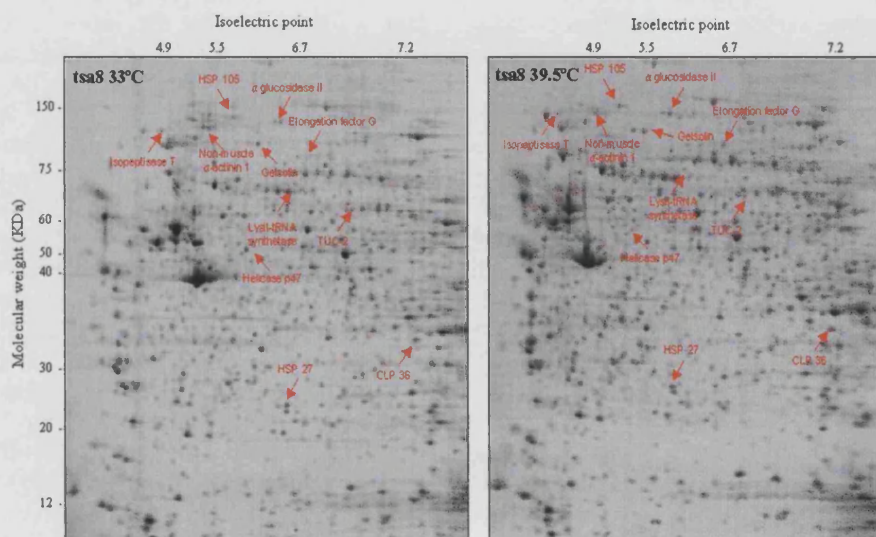 Isoelectric point
4.9 5.5 6.7 7.2
tsa8 33°C
HSP 105
α glucosidase II
Elongation factor G
Isopeptisase T
Non-muscle
α-actinin 1
Gelsolin
Lysil-tRNA
synthetase
TUC-2
Helicase p47
HSP 27
CLP 36
Molecular weight (KDa)
150
75
60
50
40
30
20
12
Isoelectric point
4.9 5.5 6.7 7.2
tsa8 39.5°C
HSP 105
α glucosidase II
Isopeptisase T
Non-muscle
α-actinin 1
Gelsolin
Elongation factor G
Lysil-tRNA
synthetase
TUC-2
Helicase p47
HSP 27
CLP 36